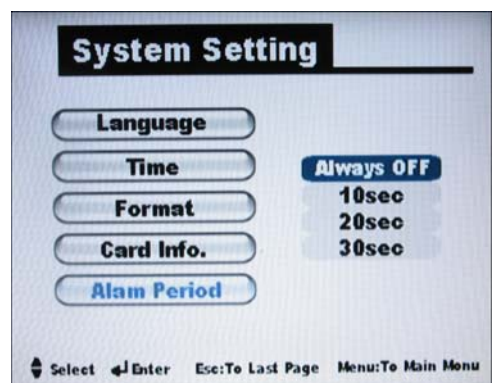 System Setting
Language
Time
Format
Card Info.
Alam Period
Always OFF
10sec
20sec
30sec
Select Enter Esc:To Last Page Menu:To Main Monu